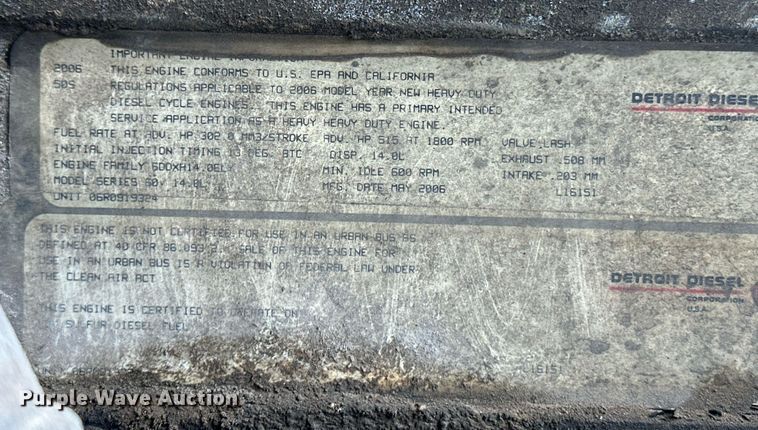 IMPORTANT ENGINE INFORMATION
2006 THIS ENGINE CONFORMS TO U.S. EPA AND CALIFORNIA
50S REGULATIONS APPLICABLE TO 2006 MODEL YEAR NEW HEAVY DUTY
DIESEL CYCLE ENGINES. THIS ENGINE HAS A PRIMARY INTENDED
SERVICE APPLICATION AS A HEAVY HEAVY DUTY ENGINE.
FUEL RATE AT ADV. HP 302.0 MM3/STROKE ADV. HP 515 AT 1800 RPM VALVE LASH
INITIAL INJECTION TIMING DEG. BTC DISP. 14.0L EXHAUST .508 MM
ENGINE FAMILY 6DDXH14.0ELY MIN. IDLE 600 RPM INTAKE .203 MM
MODEL SERIES 60, 14.0L MFG. DATE MAY 2006 L16151
UNIT 06R0919324
DETROIT DIESEL
CORPORATION
U.S.A.
THIS ENGINE IS NOT CERTIFIED FOR USE IN AN URBAN BUS AS
DEFINED AT 40 CFR 86.093-2. SALE OF THIS ENGINE FOR
USE IN AN URBAN BUS IS A VIOLATION OF FEDERAL LAW UNDER
THE CLEAN AIR ACT
THIS ENGINE IS CERTIFIED TO OPERATE ON
SULFUR DIESEL FUEL
L16151
DETROIT DIESEL
CORPORATION
U.S.A.
Purple Wave Auction